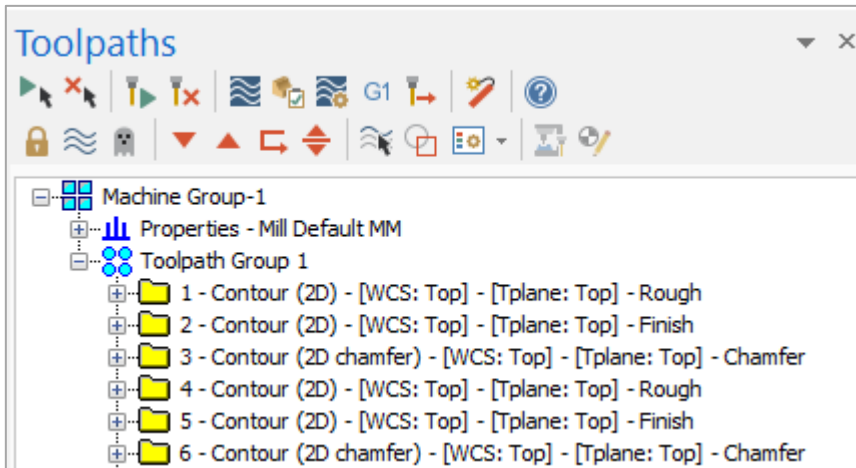 Toolpaths
G1
Machine Group-1
Properties - Mill Default MM
Toolpath Group 1
1 - Contour (2D) - [WCS: Top] - [Tplane: Top] - Rough
2 - Contour (2D) - [WCS: Top] - [Tplane: Top] - Finish
3 - Contour (2D chamfer) - [WCS: Top] - [Tplane: Top] - Chamfer
4 - Contour (2D) - [WCS: Top] - [Tplane: Top] - Rough
5 - Contour (2D) - [WCS: Top] - [Tplane: Top] - Finish
6 - Contour (2D chamfer) - [WCS: Top] - [Tplane: Top] - Chamfer